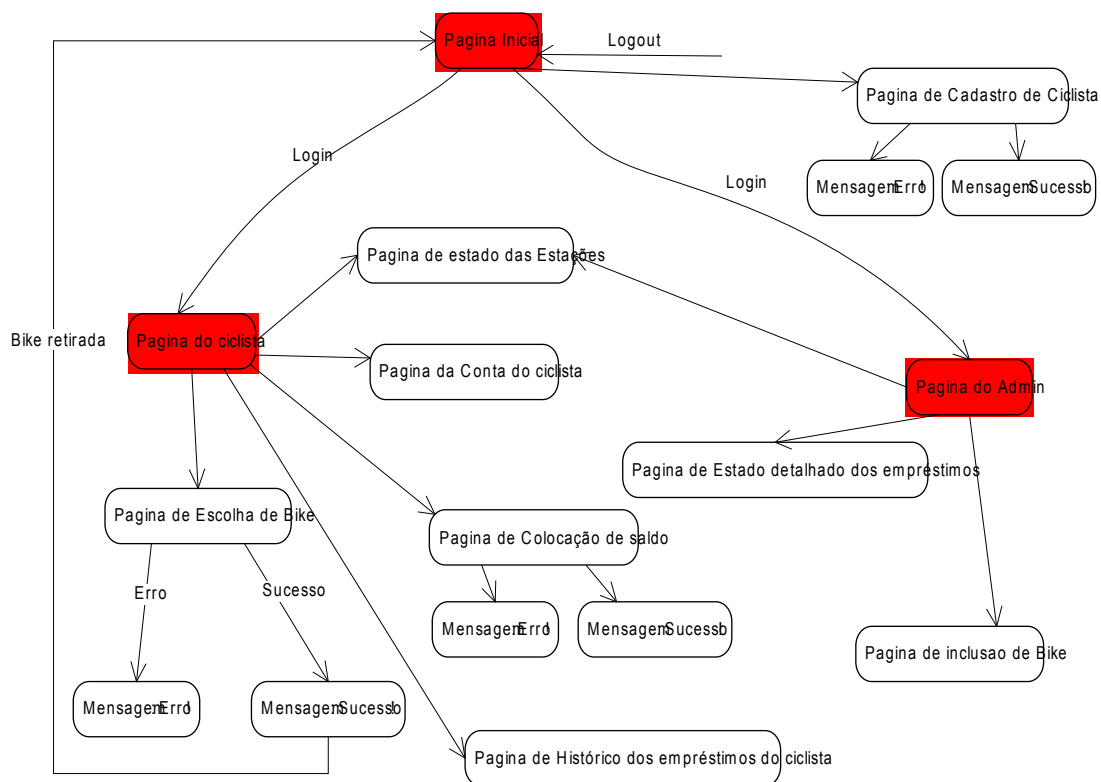 Pagina Inicial
Logout
Pagina de Cadastro de Ciclista
Login
Mensagem: Erro!
Mensagem: Sucesso!
Login
Pagina de estado das Estações
Bike retirada
Pagina do ciclista
Pagina da Conta do ciclista
Pagina do Admin
Pagina de Estado detalhado dos empréstimos
Pagina de Escolha de Bike
Pagina de Colocação de saldo
Erro
Sucesso
Mensagem: Erro!
Mensagem: Sucesso!
Pagina de inclusao de Bike
Mensagem: Erro!
Mensagem: Sucesso!
Pagina de Histórico dos empréstimos do ciclista